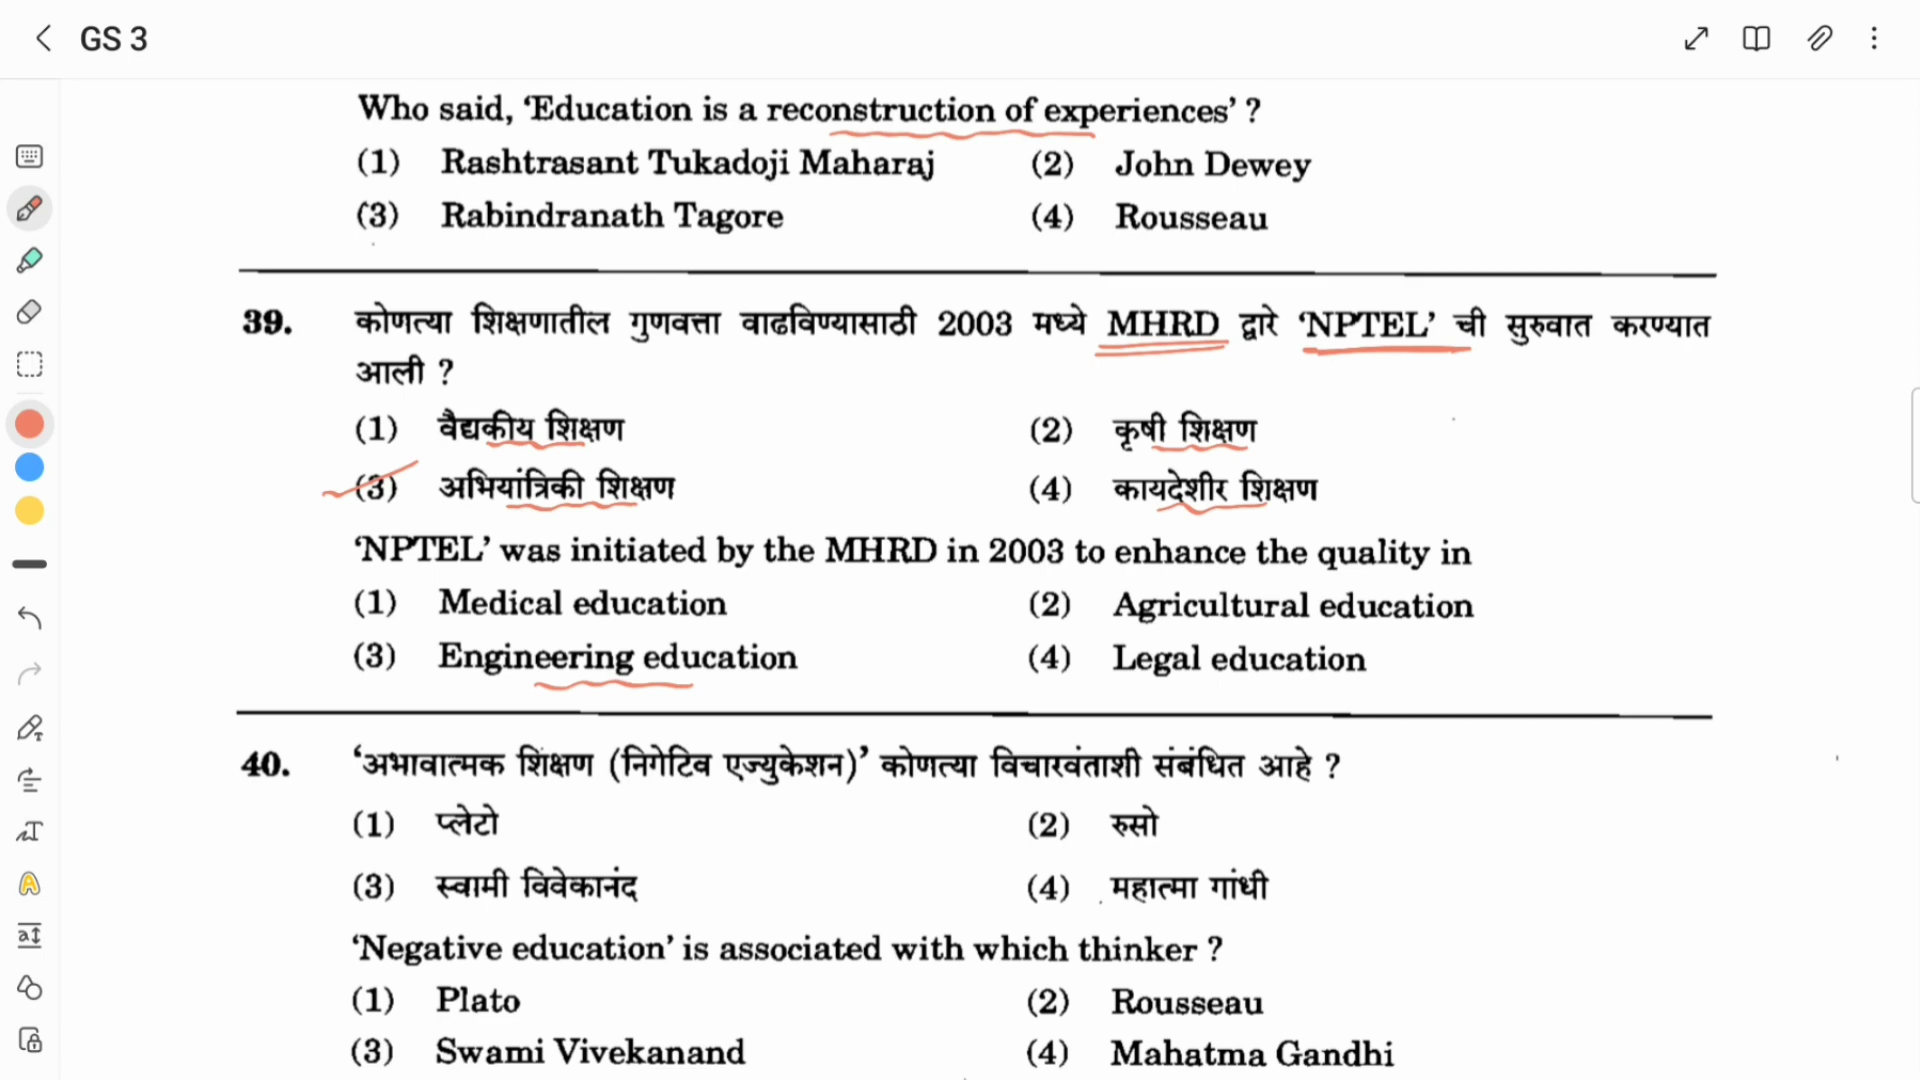 GS 3
Who said, ‘Education is a reconstruction of experiences’ ?
(1) Rashtrasant Tukadoji Maharaj (2) John Dewey
(3) Rabindranath Tagore (4) Rousseau
39. कोणत्या शिक्षणातील गुणवत्ता वाढविण्यासाठी 2003 मध्ये MHRD द्वारे ‘NPTEL’ ची सुरुवात करण्यात
आली ?
(1) वैद्यकीय शिक्षण (2) कृषी शिक्षण
(3) अभियांत्रिकी शिक्षण (4) कायदेशीर शिक्षण
‘NPTEL’ was initiated by the MHRD in 2003 to enhance the quality in
(1) Medical education (2) Agricultural education
(3) Engineering education (4) Legal education
40. ‘अभावात्मक शिक्षण (निगेटिव एज्युकेशन)’ कोणत्या विचारवंताशी संबंधित आहे ?
(1) प्लेटो (2) रुसो
(3) स्वामी विवेकानंद (4) महात्मा गांधी
‘Negative education’ is associated with which thinker ?
(1) Plato (2) Rousseau
(3) Swami Vivekanand (4) Mahatma Gandhi